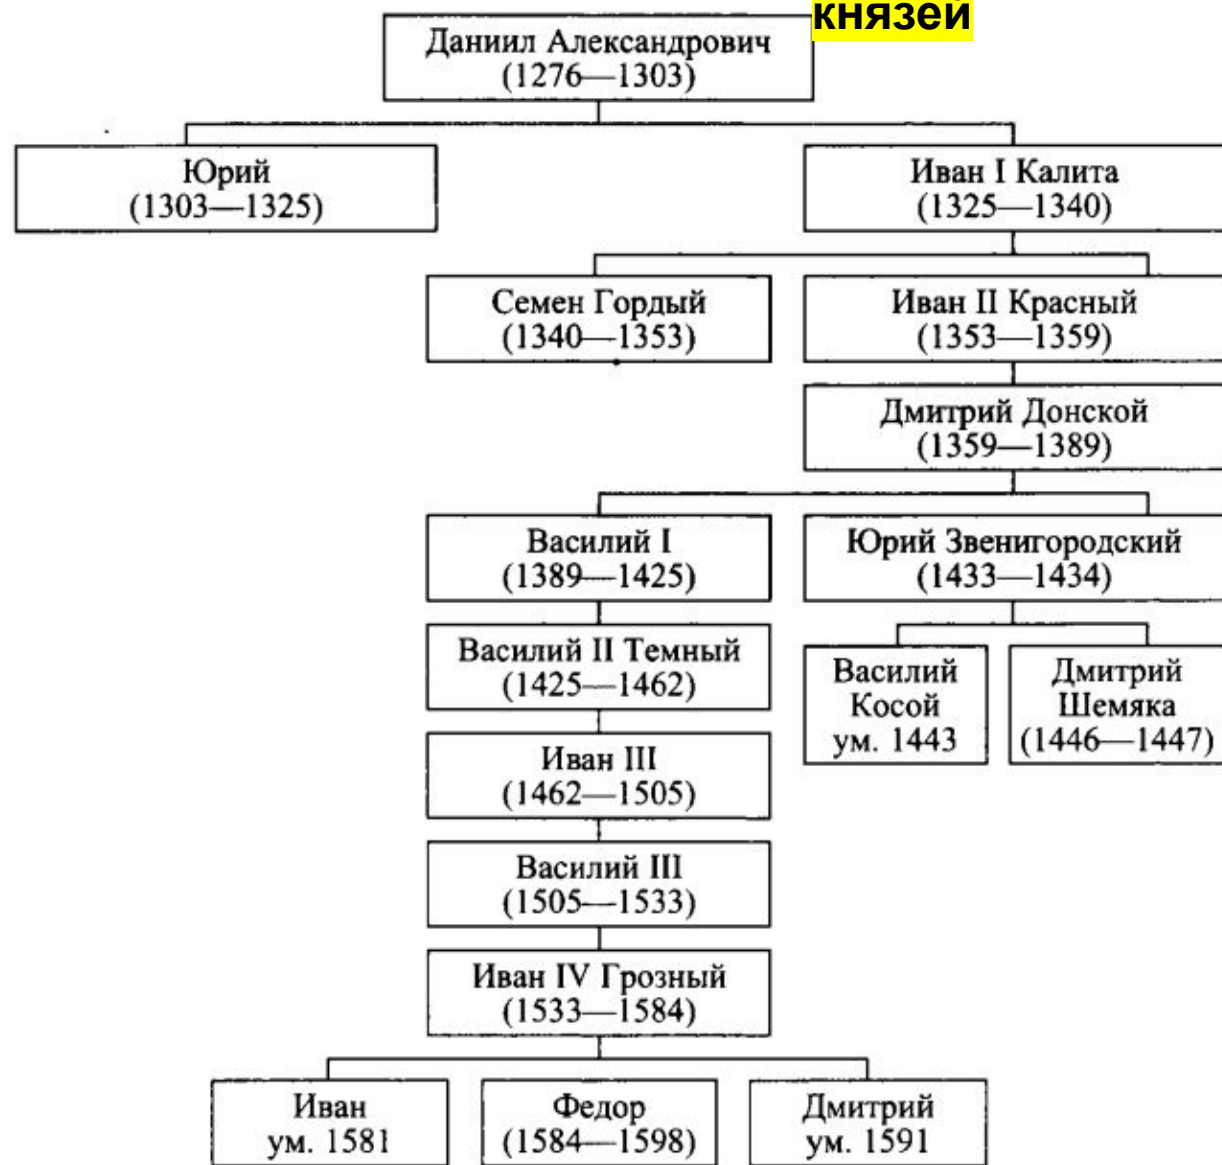 князей
Даниил Александрович
(1276—1303)
Юрий
(1303—1325)
Иван I Калита
(1325—1340)
Семен Гордый
(1340—1353)
Иван II Красный
(1353—1359)
Дмитрий Донской
(1359—1389)
Василий I
(1389—1425)
Юрий Звенигородский
(1433—1434)
Василий II Темный
(1425—1462)
Василий
Косой
ум. 1443
Дмитрий
Шемяка
(1446—1447)
Иван III
(1462—1505)
Василий III
(1505—1533)
Иван IV Грозный
(1533—1584)
Иван
ум. 1581
Федор
(1584—1598)
Дмитрий
ум. 1591